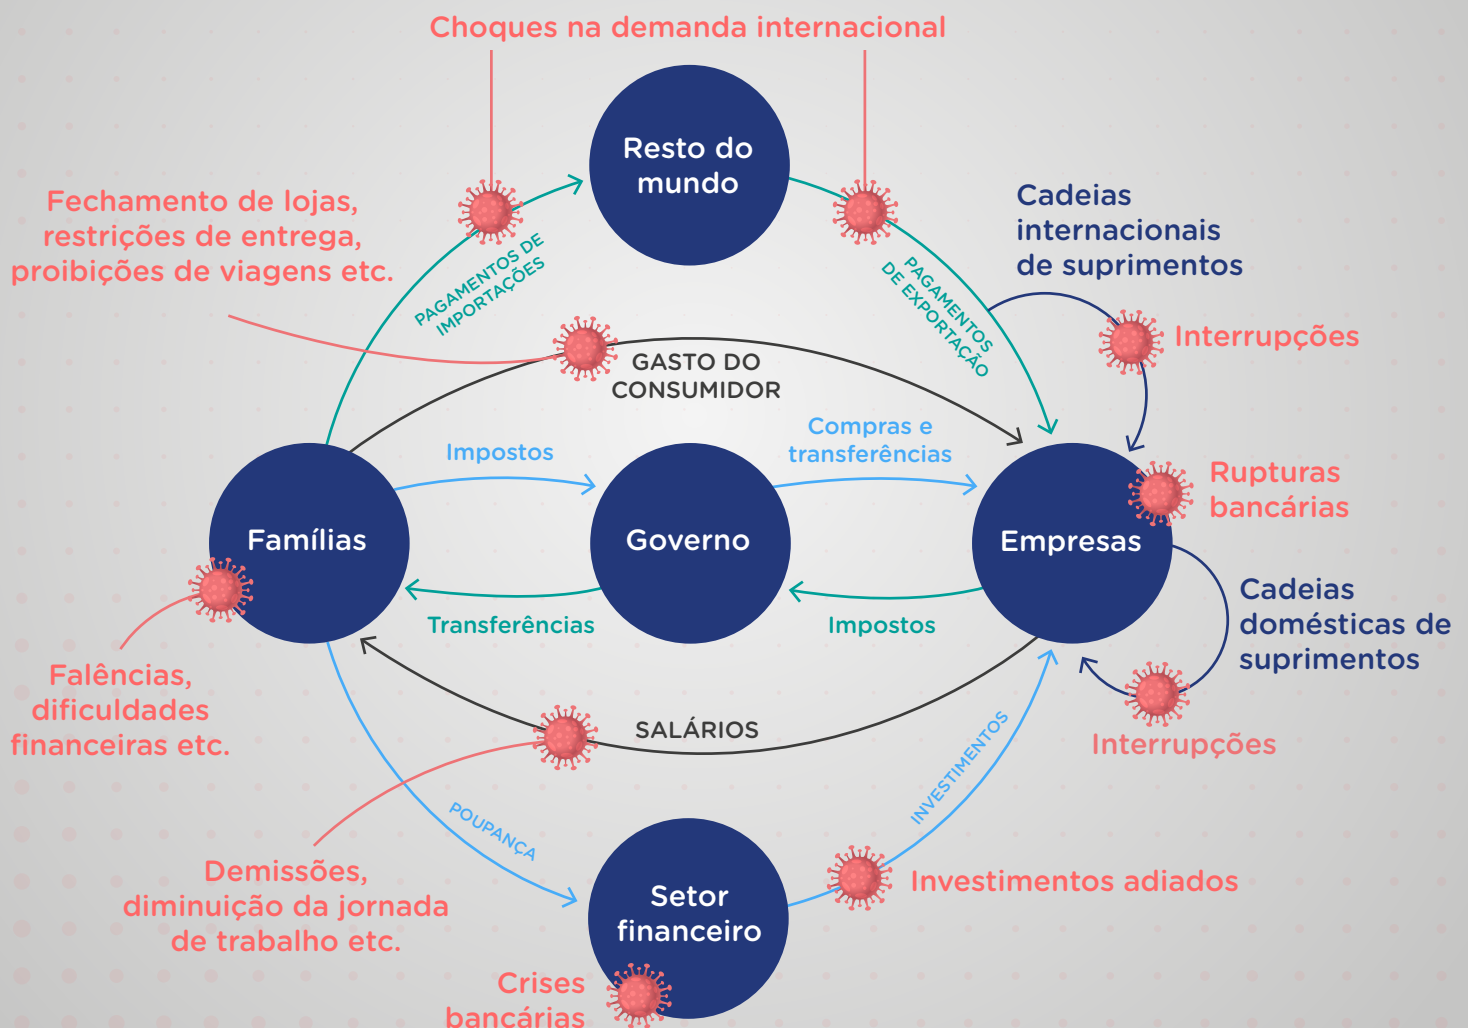 Choques na demanda internacional
Resto do
mundo
Fechamento de lojas,
restrições de entrega,
proibições de viagens etc.
Cadeias
internacionais
de suprimentos
PAGAMENTOS DE
IMPORTAÇÕES
PAGAMENTOS
DE EXPORTAÇÃO
Interrupções
GASTO DO
CONSUMIDOR
Impostos
Compras e
transferências
Rupturas
bancárias
Famílias
Governo
Empresas
Transferências
Impostos
Cadeias
domésticas de
suprimentos
Falências,
dificuldades
financeiras etc.
SALÁRIOS
Interrupções
POUPANÇA
INVESTIMENTOS
Demissões,
diminuição da jornada
de trabalho etc.
Setor
financeiro
Investimentos adiados
Crises
bancárias